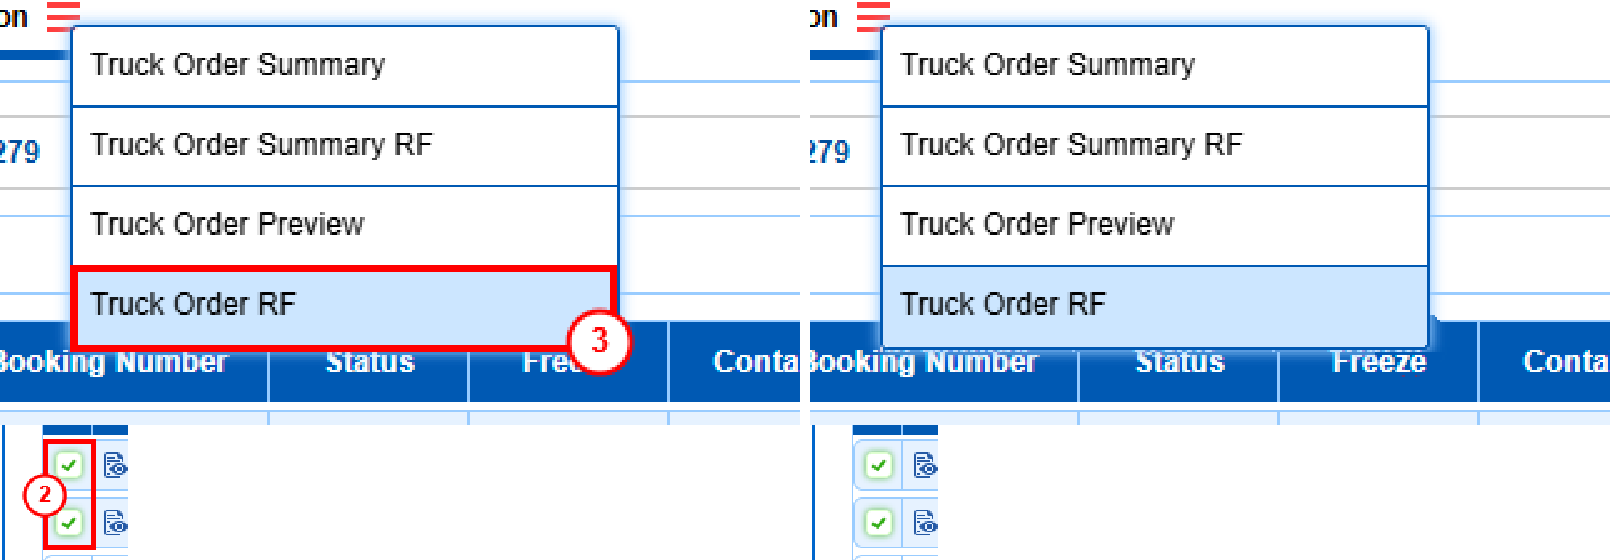 on
Truck Order Summary
Truck Order Summary RF
279
Truck Order Preview
Truck Order RF
3
Booking Number Status Freeze Conta
2
on
Truck Order Summary
Truck Order Summary RF
279
Truck Order Preview
Truck Order RF
Booking Number Status Freeze Conta